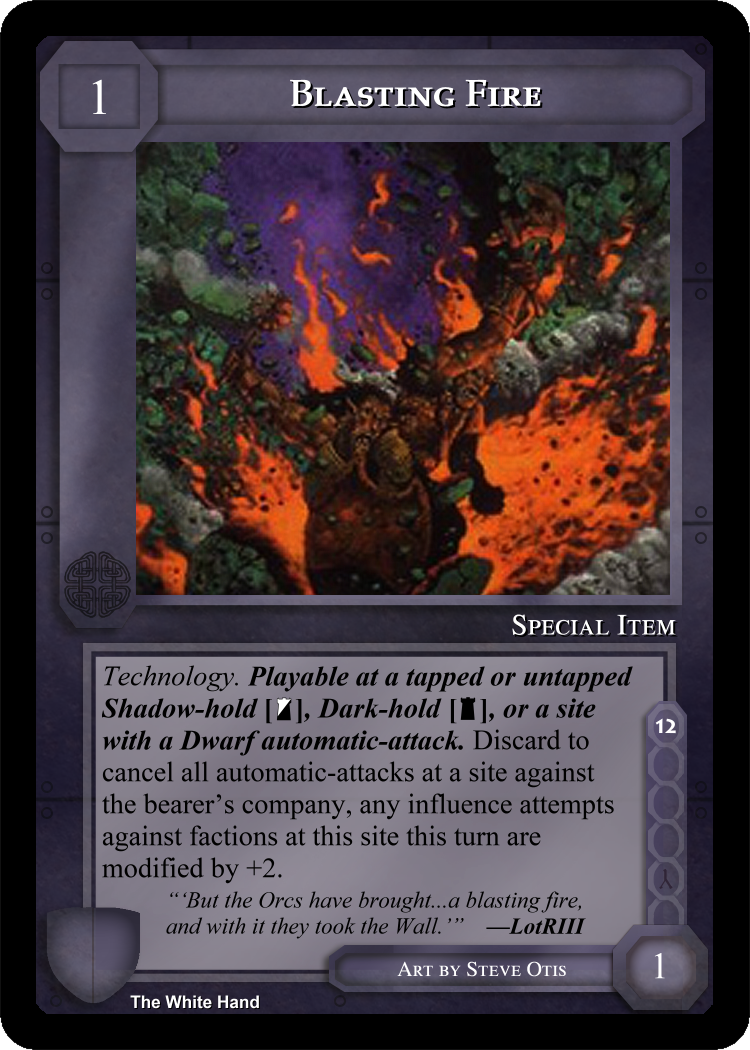 1
BLASTING FIRE
SPECIAL ITEM
Technology. Playable at a tapped or untapped
Shadow-hold [ ], Dark-hold [ ], or a site
with a Dwarf automatic-attack. Discard to
cancel all automatic-attacks at a site against
the bearer’s company, any influence attempts
against factions at this site this turn are
modified by +2.
“‘But the Orcs have brought...a blasting fire,
and with it they took the Wall.’” —LotRIII
12
ART BY STEVE OTIS
1
The White Hand